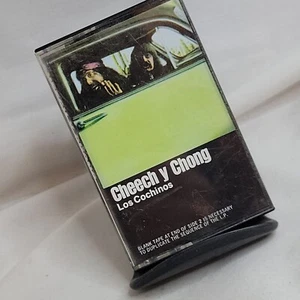 Cheech y Chong
Los Cochinos
BLANK TAPE AT END OF SIDE 2 IS NECESSARY
TO DUPLICATE THE SEQUENCE OF THE L.P.